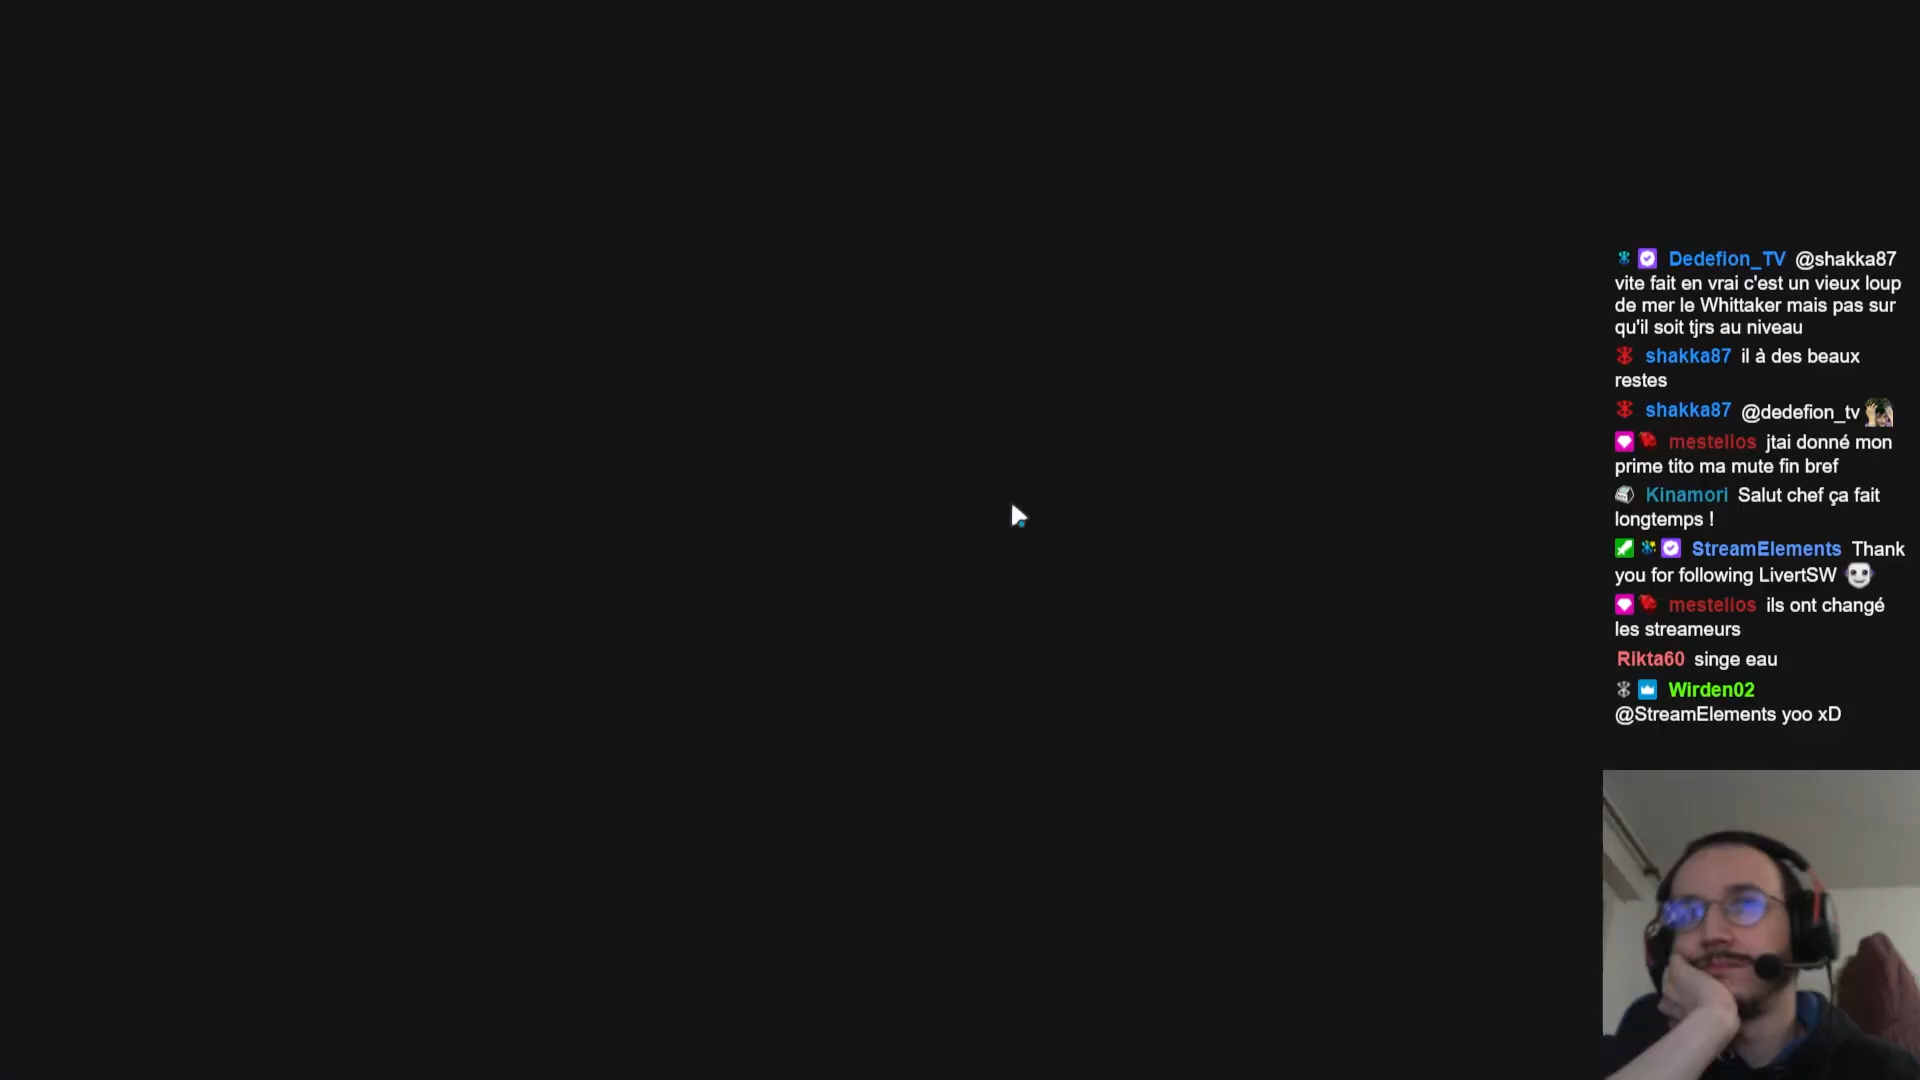 Dedefion_TV @shakka87
vite fait en vrai c'est un vieux loup
de mer le Whittaker mais pas sur
qu'il soit tjrs au niveau
shakka87 il à des beaux
restes
shakka87 @dedefion_tv
mestelios jtai donné mon
prime tito ma mute fin bref
Kinamori Salut chef ça fait
longtemps !
StreamElements Thank
you for following LivertSW
mestelios ils ont changé
les streameurs
Rikta60 singe eau
Wirden02
@StreamElements yoo xD